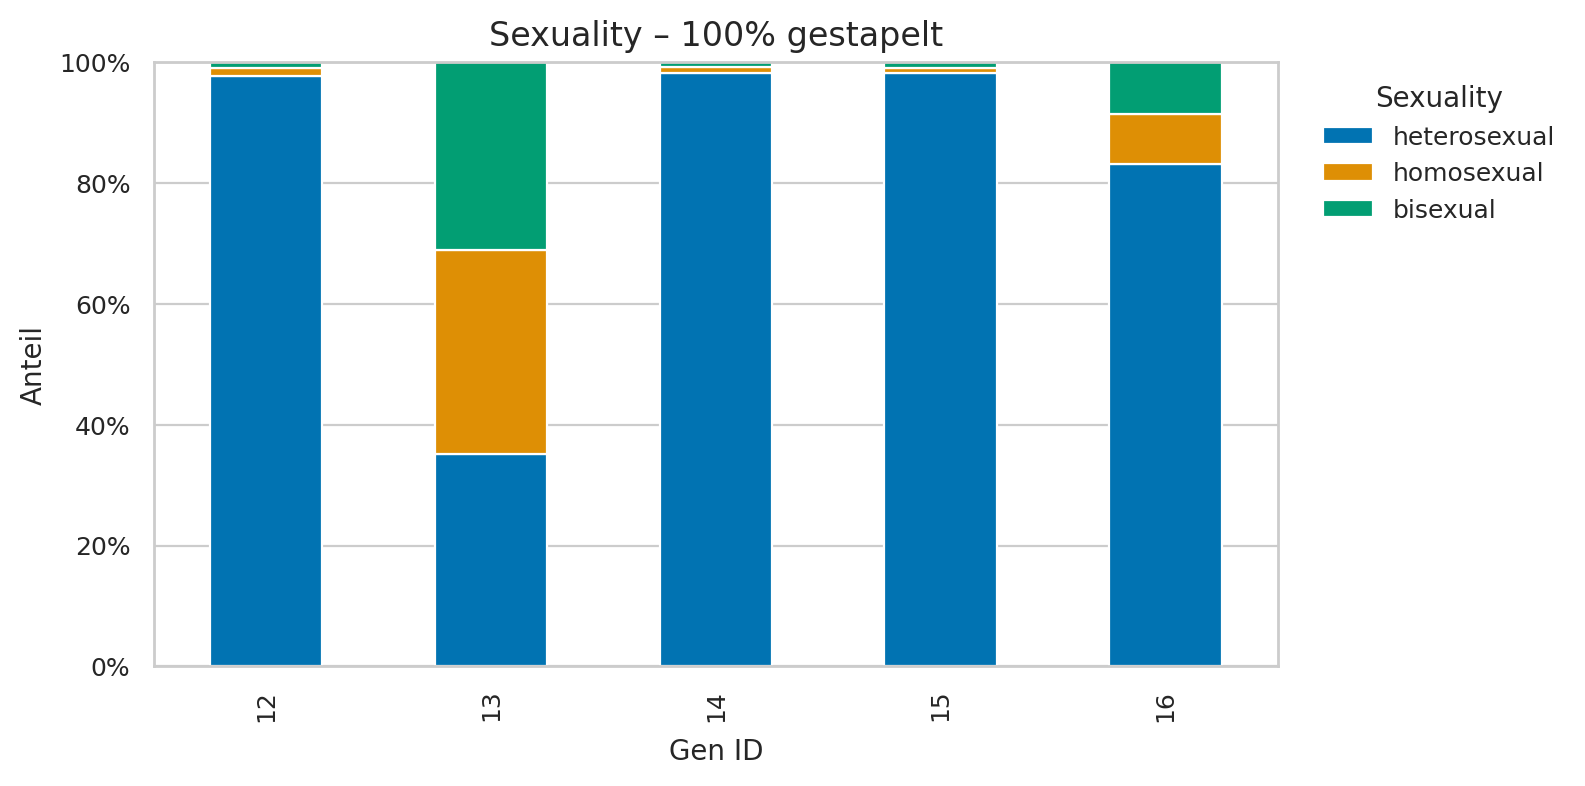 Sexuality – 100% gestapelt
100%
80%
60%
40%
20%
0%
Anteil
12
13
14
15
16
Gen ID
Sexuality
heterosexual
homosexual
bisexual